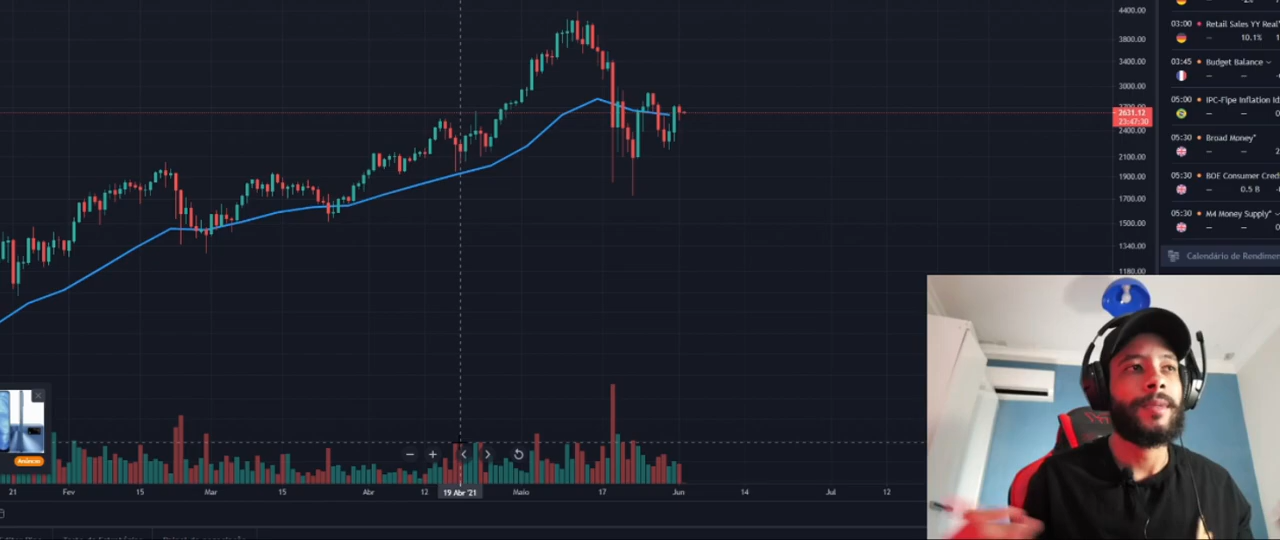 4400.00
3800.00
3400.00
3000.00
2631.12
23:47:30
2400.00
2100.00
1900.00
1700.00
1500.00
1340.00
1180.00
03:00 Retail Sales YY Real*
– 10.1%
03:45 Budget Balance
– –
05:00 IPC-Fipe Inflation Id
– –
05:30 Broad Money*
– –
05:30 BOE Consumer Cred
– 0.5 B
05:30 M4 Money Supply*
– –
Calendário de Rendimen
Anúncio
21 Fev 15 Mar 15 Abr 12 19 Abr '21 Maio 17 Jun 14 Jul 12